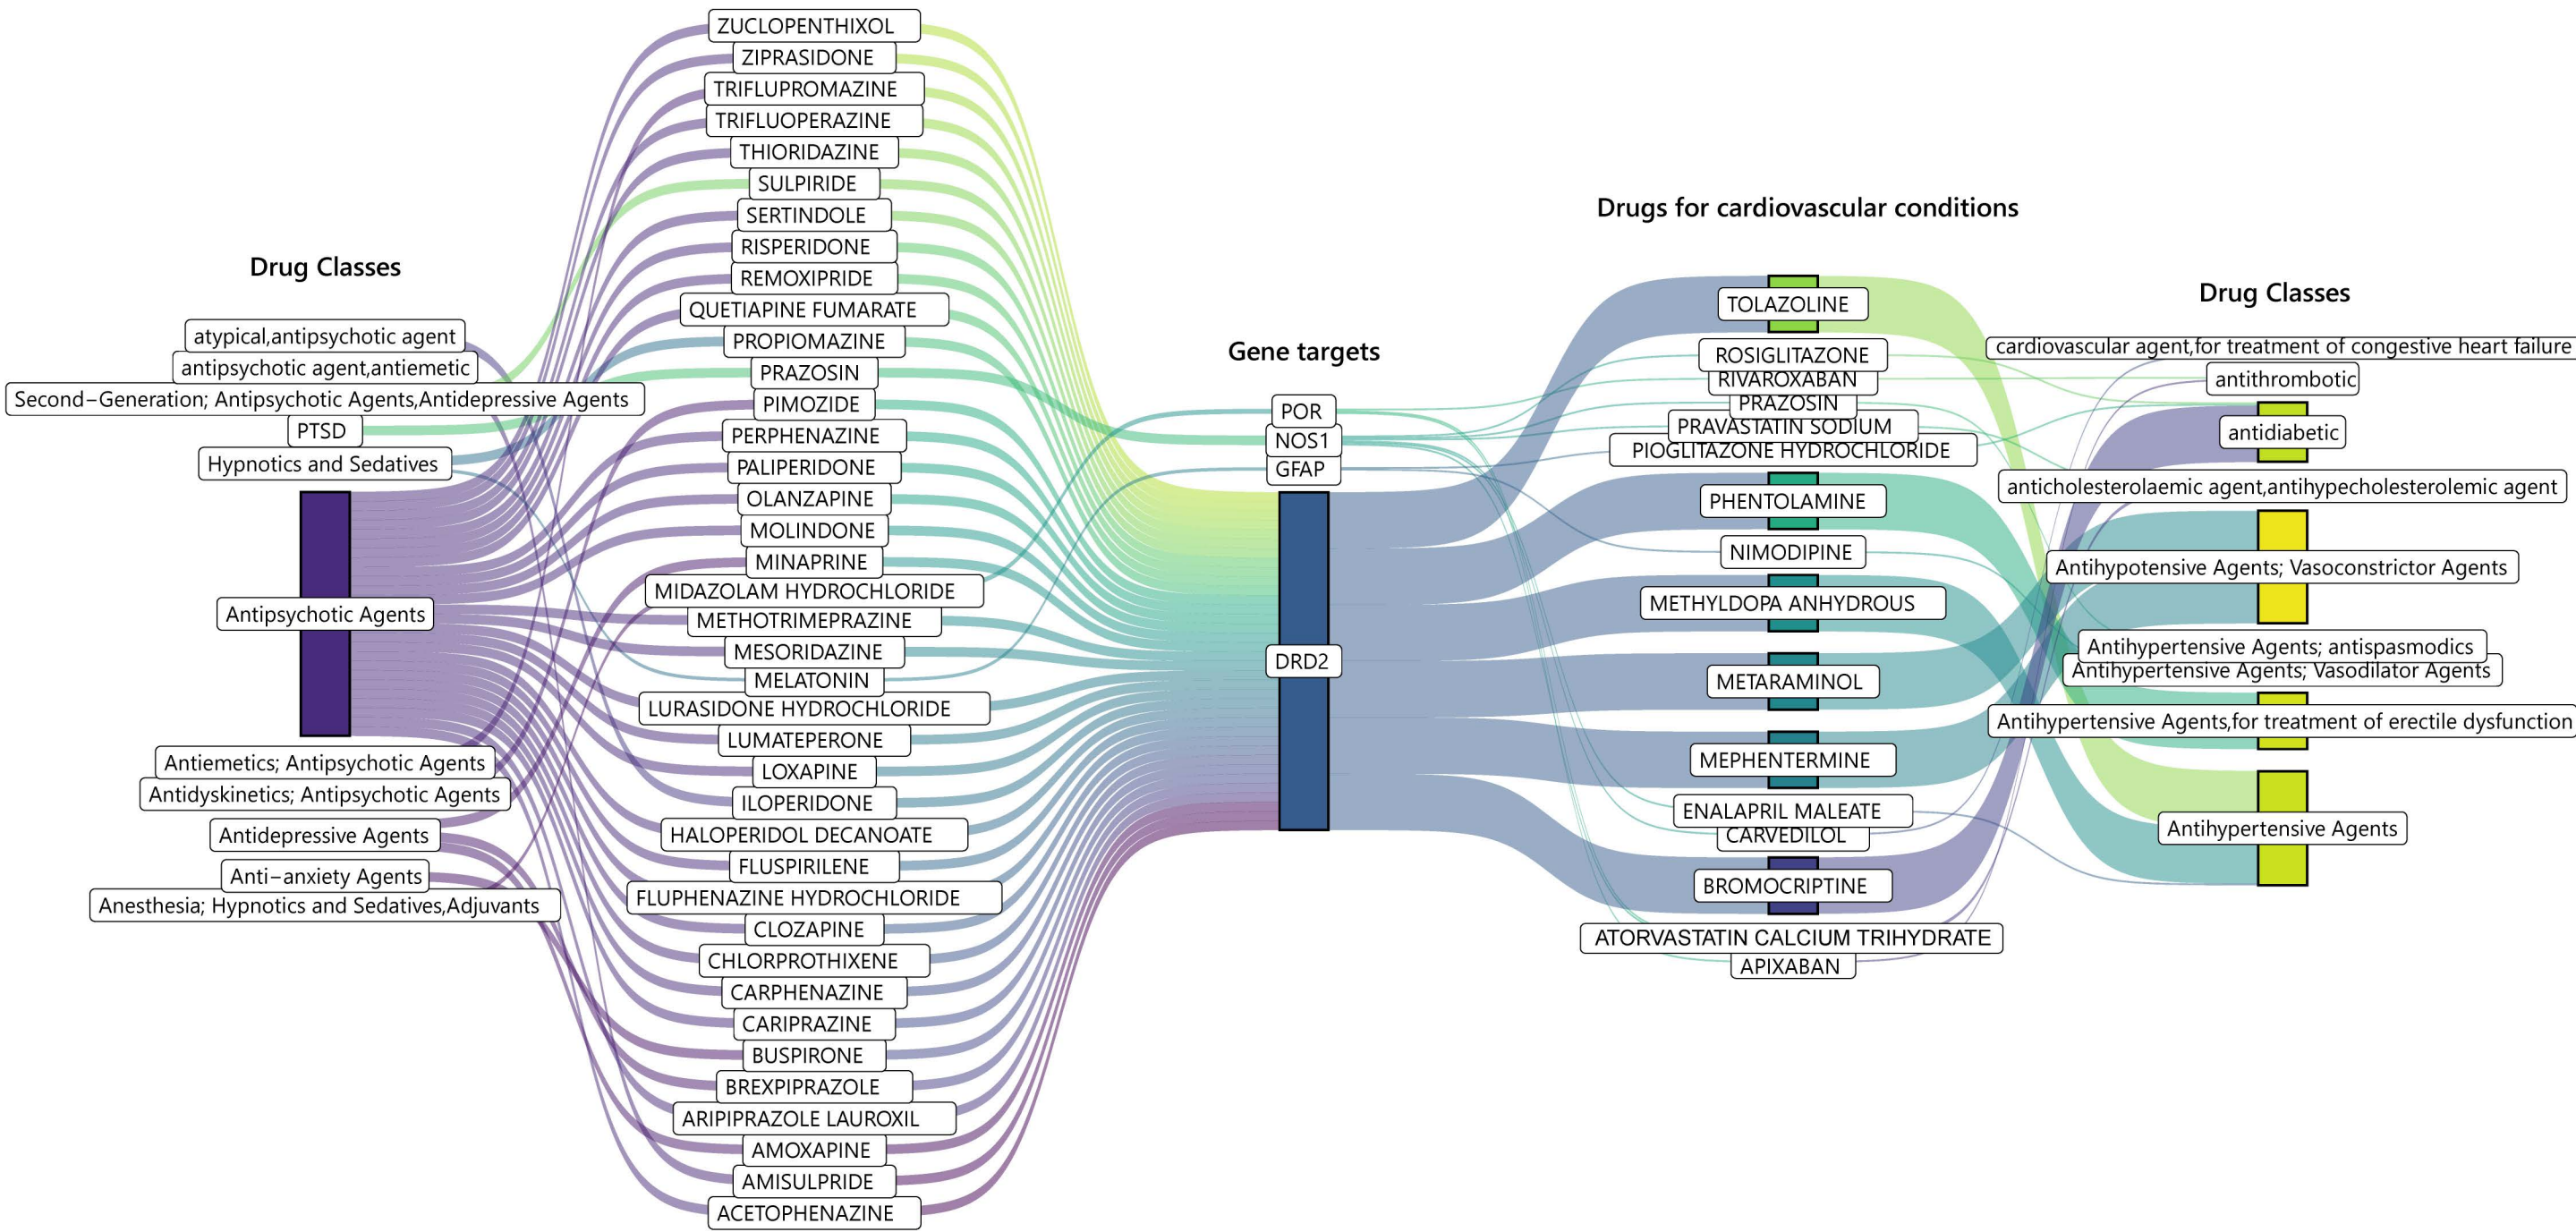 Drug Classes
atypical,antipsychotic agent
antipsychotic agent,antiemetic
Second−Generation; Antipsychotic Agents,Antidepressive Agents
PTSD
Hypnotics and Sedatives
Antipsychotic Agents
Antiemetics; Antipsychotic Agents
Antidyskinetics; Antipsychotic Agents
Antidepressive Agents
Anti−anxiety Agents
Anesthesia; Hypnotics and Sedatives,Adjuvants
ZUCLOPENTHIXOL
ZIPRASIDONE
TRIFLUPROMAZINE
TRIFLUOPERAZINE
THIORIDAZINE
SULPIRIDE
SERTINDOLE
RISPERIDONE
REMOXIPRIDE
QUETIAPINE FUMARATE
PROPIOMAZINE
PRAZOSIN
PIMOZIDE
PERPHENAZINE
PALIPERIDONE
OLANZAPINE
MOLINDONE
MINAPRINE
MIDAZOLAM HYDROCHLORIDE
METHOTRIMEPRAZINE
MESORIDAZINE
MELATONIN
LURASIDONE HYDROCHLORIDE
LUMATEPERONE
LOXAPINE
ILOPERIDONE
HALOPERIDOL DECANOATE
FLUSPIRILENE
FLUPHENAZINE HYDROCHLORIDE
CLOZAPINE
CHLORPROTHIXENE
CARPHENAZINE
CARIPRAZINE
BUSPIRONE
BREXPIPRAZOLE
ARIPIPRAZOLE LAUROXIL
AMOXAPINE
AMISULPRIDE
ACETOPHENAZINE
Gene targets
POR
NOS1
GFAP
DRD2
Drugs for cardiovascular conditions
TOLAZOLINE
ROSIGLITAZONE
RIVAROXABAN
PRAZOSIN
PRAVASTATIN SODIUM
PIOGLITAZONE HYDROCHLORIDE
PHENTOLAMINE
NIMODIPINE
METHYLDOPA ANHYDROUS
METARAMINOL
MEPHENTERMINE
ENALAPRIL MALEATE
CARVEDILOL
BROMOCRIPTINE
ATORVASTATIN CALCIUM TRIHYDRATE
APIXABAN
Drug Classes
cardiovascular agent,for treatment of congestive heart failure
antithrombotic
antidiabetic
anticholesterolaemic agent,antihypecholesterolemic agent
Antihypotensive Agents; Vasoconstrictor Agents
Antihypertensive Agents; antispasmodics
Antihypertensive Agents; Vasodilator Agents
Antihypertensive Agents,for treatment of erectile dysfunction
Antihypertensive Agents